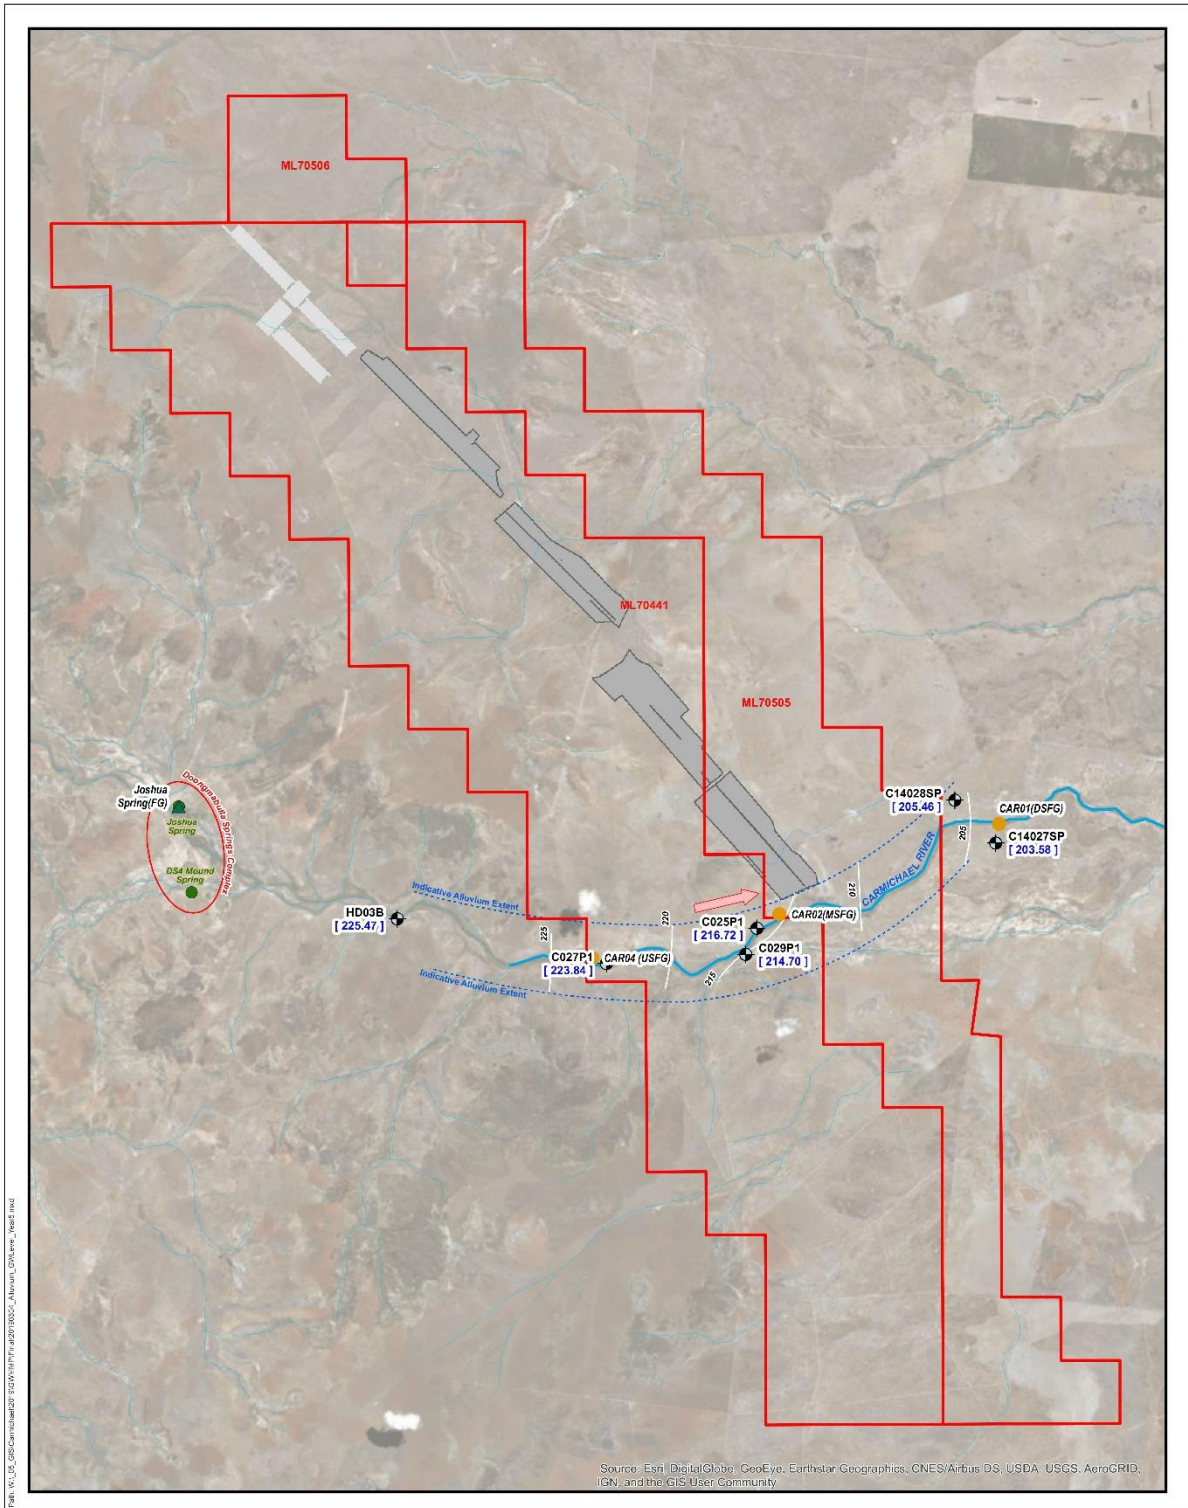 ML70506
ML70441
ML70505
Joshua
Spring(FG)
Joshua
Spring
DS4 Mound
Spring
Doongmabulla Springs Complex
C14028SP
[ 205.46 ]
CAR01(DSFG)
C14027SP
[ 203.58 ]
205
CARMICHAEL RIVER
210
Indicative Alluvium Extent
HD03B
[ 225.47 ]
220
CAR02(MSFG)
C025P1
[ 216.72 ]
225
C029P1
[ 214.70 ]
C027P1
[ 223.84 ]
CAR04 (USFG)
215
Indicative Alluvium Extent
Source: Esri, DigitalGlobe, GeoEye, Earthstar Geographics, CNES/Airbus DS, USDA, USGS, AeroGRID,
IGN, and the GIS User Community